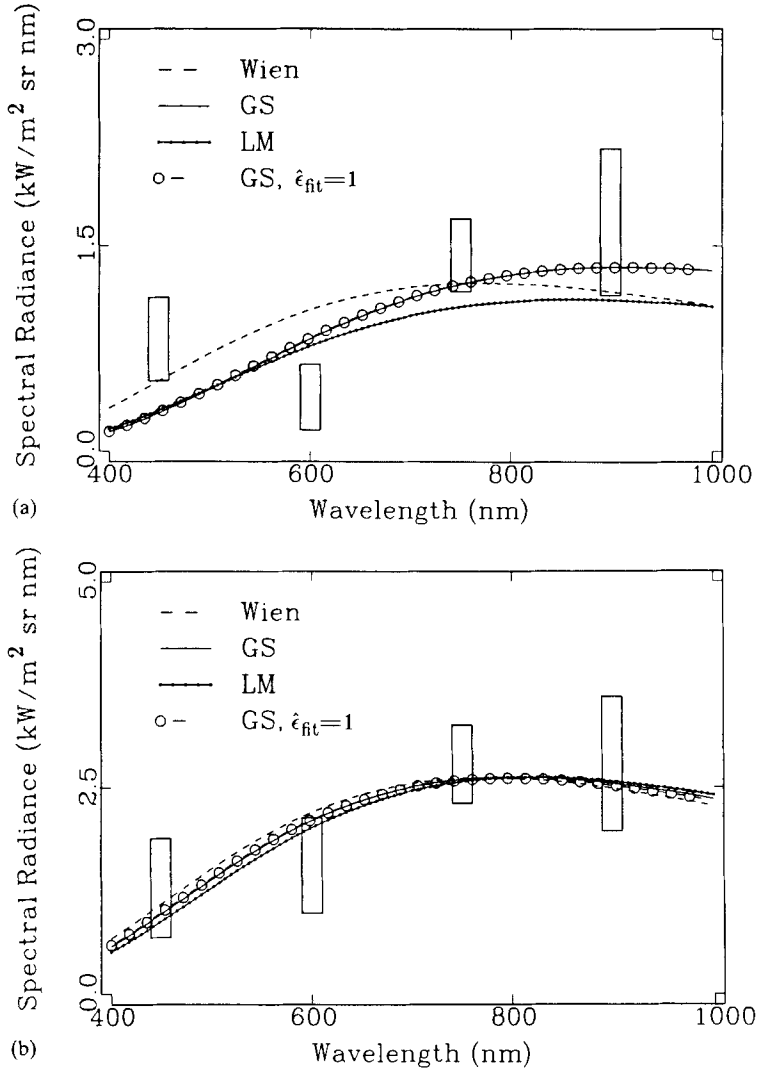 Spectral Radiance (kW/m² sr nm)
3.0
1.5
0.0
Wien
GS
LM
GS, ε̂fit=1
400
600
800
1000
Wavelength (nm)
(a)
Spectral Radiance (kW/m² sr nm)
5.0
2.5
0.0
Wien
GS
LM
GS, ε̂fit=1
400
600
800
1000
Wavelength (nm)
(b)